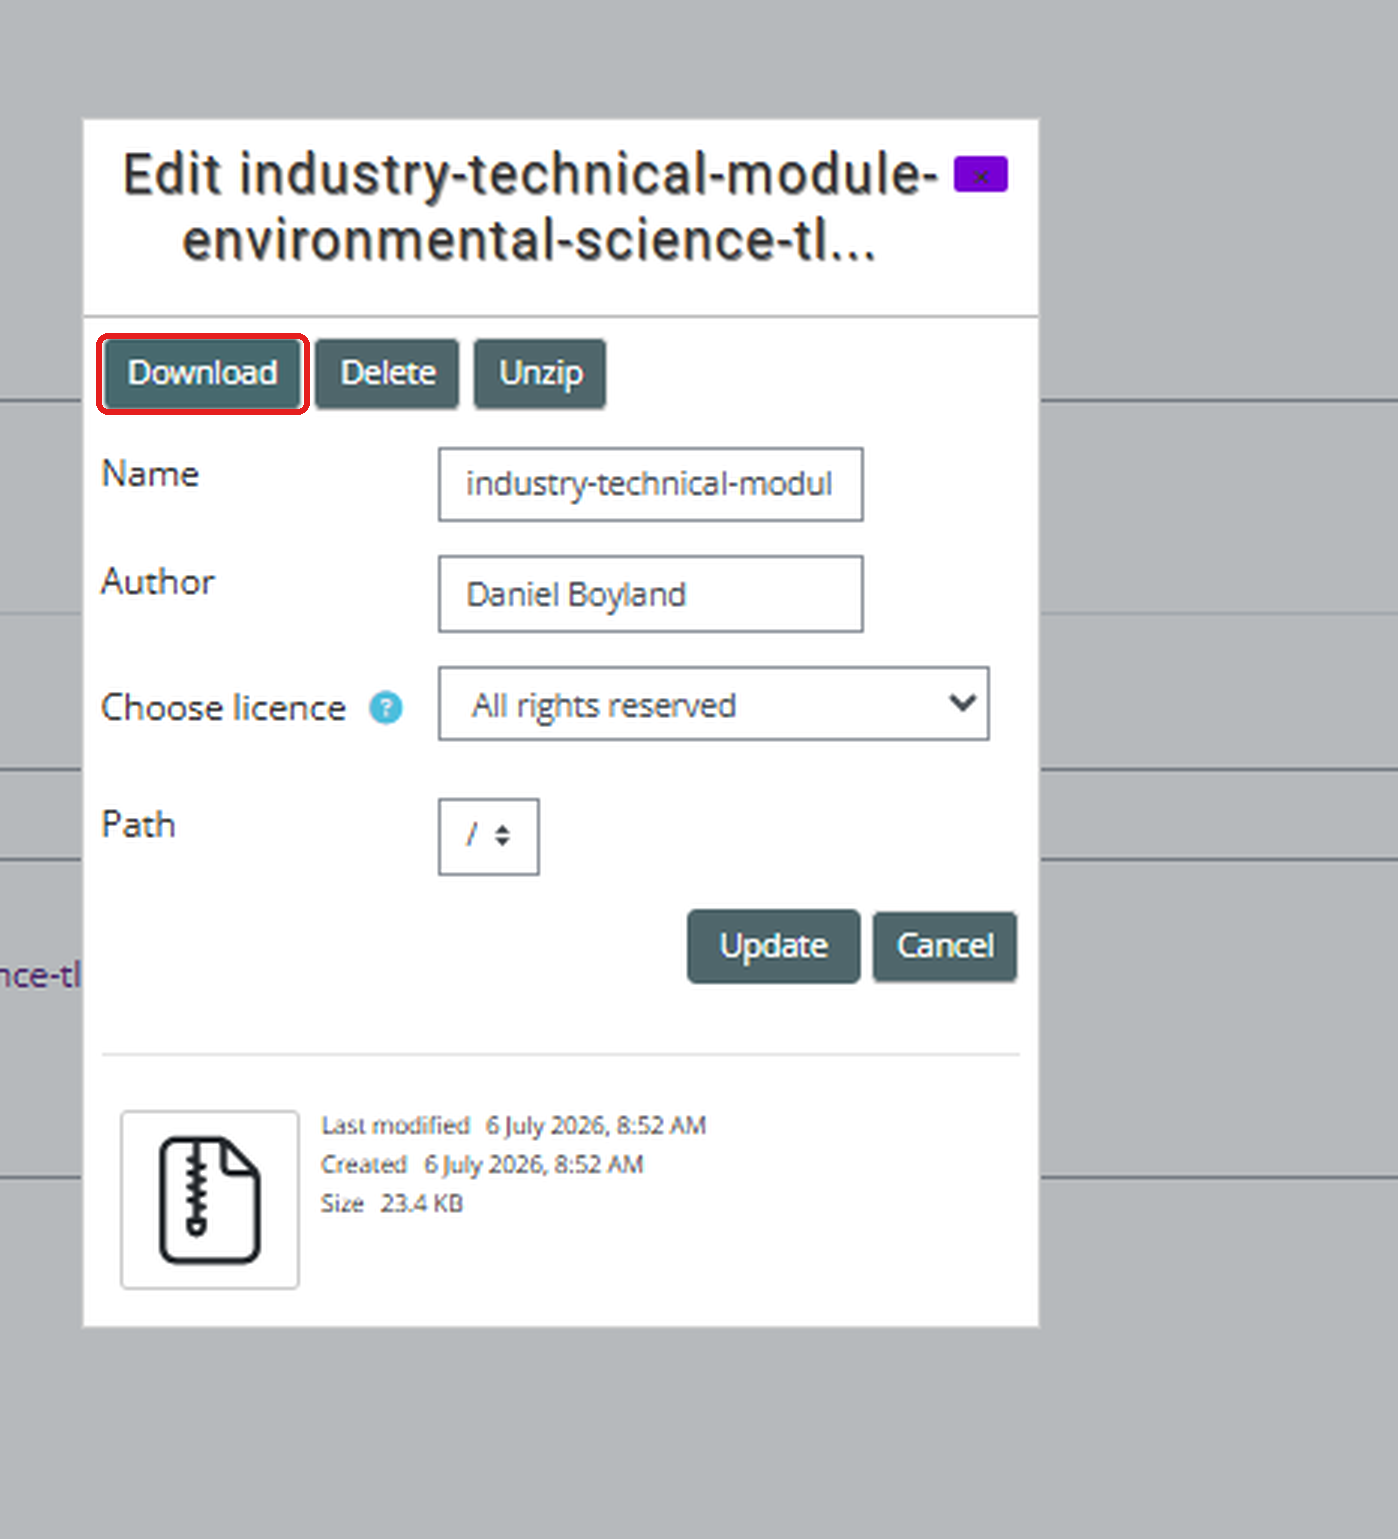 Edit industry-technical-module-
environmental-science-tl...
×
Download Delete Unzip
Name industry-technical-modul
Author Daniel Boyland
Choose licence ? All rights reserved
Path /
Update Cancel
nce-tl
Last modified 6 July 2026, 8:52 AM
Created 6 July 2026, 8:52 AM
Size 23.4 KB